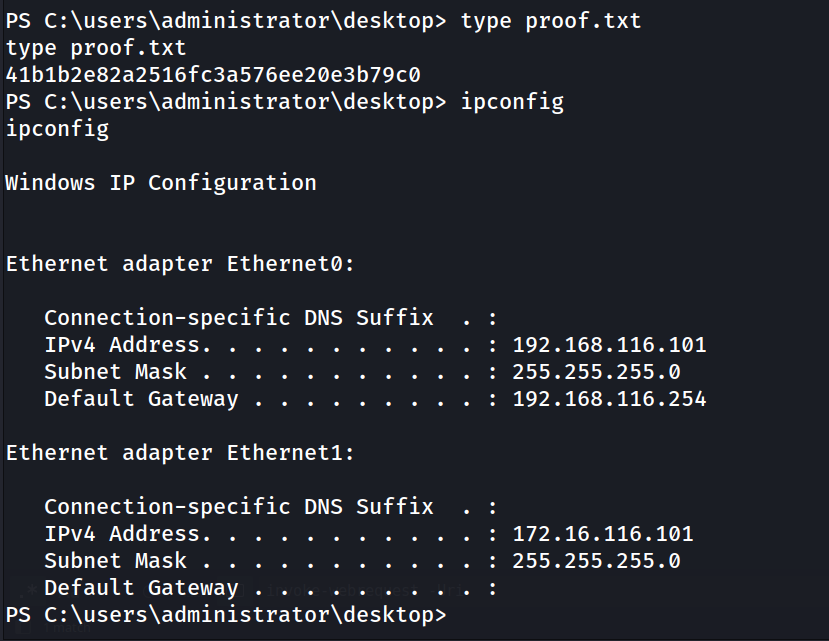 PS C:\users\administrator\desktop> type proof.txt
type proof.txt
41b1b2e82a2516fc3a576ee20e3b79c0
PS C:\users\administrator\desktop> ipconfig
ipconfig
Windows IP Configuration
Ethernet adapter Ethernet0:
   Connection-specific DNS Suffix  . :
   IPv4 Address. . . . . . . . . . . : 192.168.116.101
   Subnet Mask . . . . . . . . . . . : 255.255.255.0
   Default Gateway . . . . . . . . . : 192.168.116.254
Ethernet adapter Ethernet1:
   Connection-specific DNS Suffix  . :
   IPv4 Address. . . . . . . . . . . : 172.16.116.101
   Subnet Mask . . . . . . . . . . . : 255.255.255.0
   Default Gateway . . . . . . . . . :
PS C:\users\administrator\desktop>